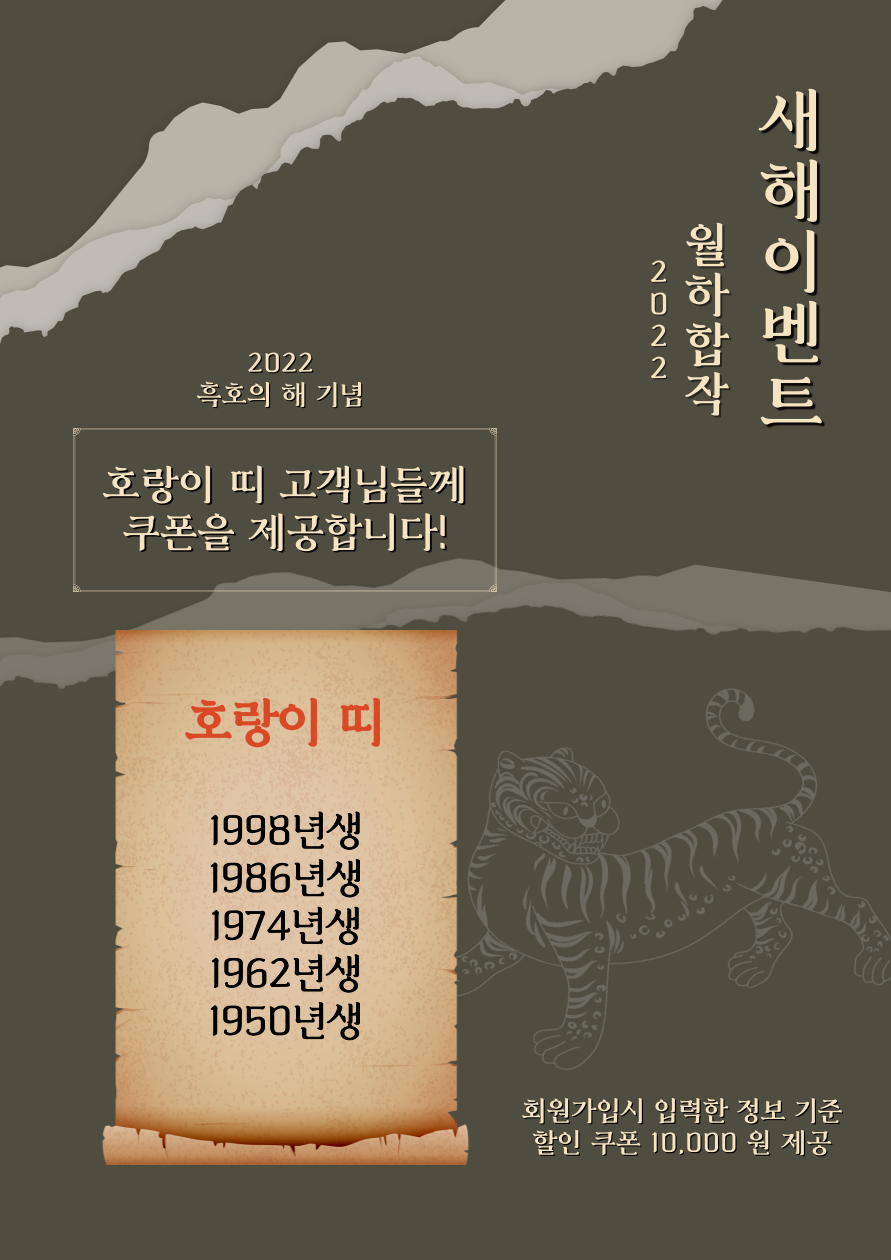 새해이벤트
월하합작
2022
2022
흑호의 해 기념
호랑이 띠 고객님들께
쿠폰을 제공합니다!
호랑이 띠
1998년생
1986년생
1974년생
1962년생
1950년생
회원가입시 입력한 정보 기준
할인 쿠폰 10,000 원 제공